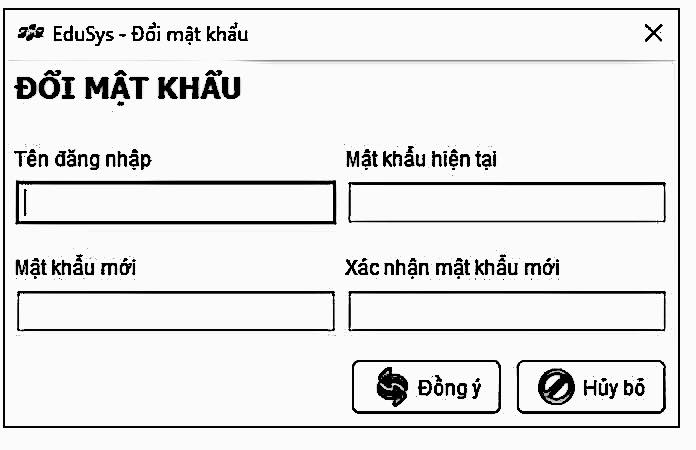 EduSys - Đổi mật khẩu
ĐỔI MẬT KHẨU
Tên đăng nhập
Mật khẩu hiện tại
Mật khẩu mới
Xác nhận mật khẩu mới
Đồng ý
Hủy bỏ